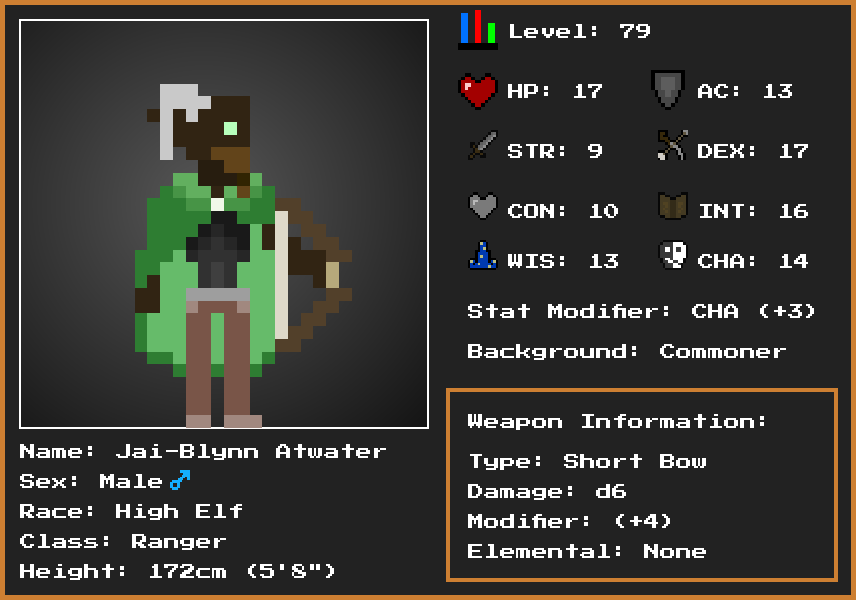 Level: 79
HP: 17 AC: 13
STR: 9 DEX: 17
CON: 10 INT: 16
WIS: 13 CHA: 14
Stat Modifier: CHA (+3)
Background: Commoner
Weapon Information:
Type: Short Bow
Damage: d6
Modifier: (+4)
Elemental: None
Name: Jai-Blynn Atwater
Sex: Male ♂
Race: High Elf
Class: Ranger
Height: 172cm (5'8")